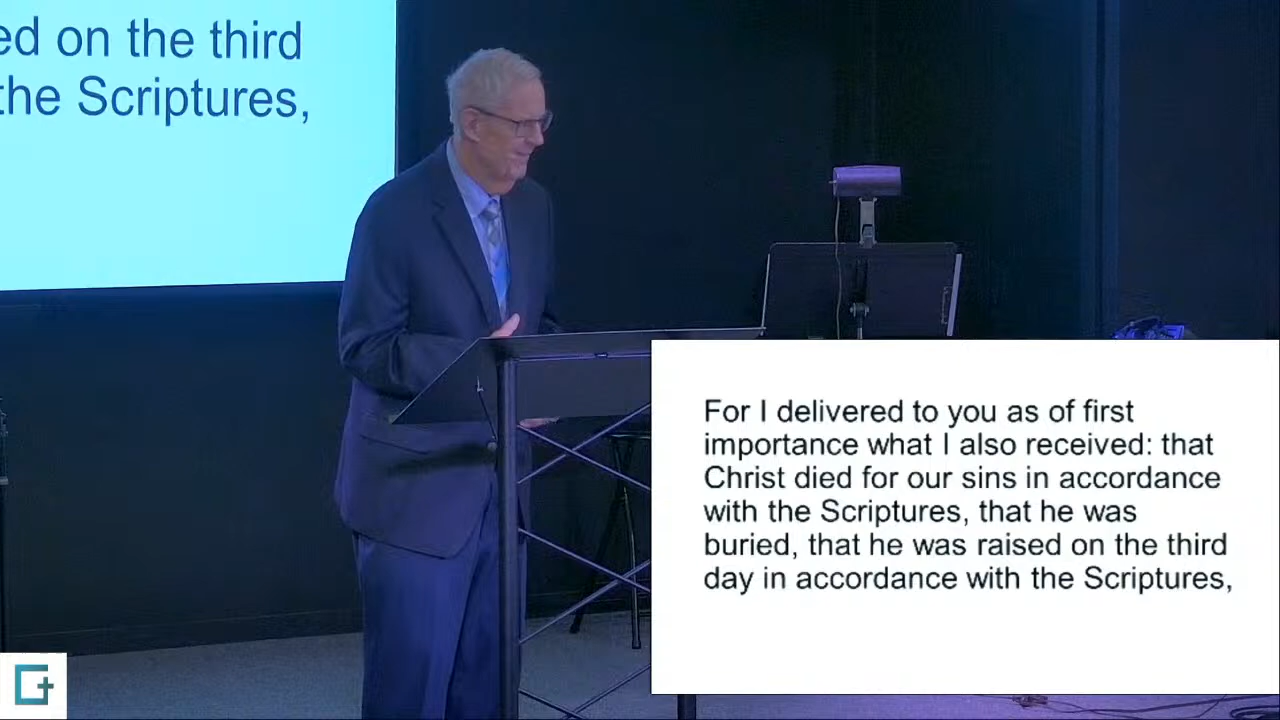 ed on the third
the Scriptures,
For I delivered to you as of first
importance what I also received: that
Christ died for our sins in accordance
with the Scriptures, that he was
buried, that he was raised on the third
day in accordance with the Scriptures,